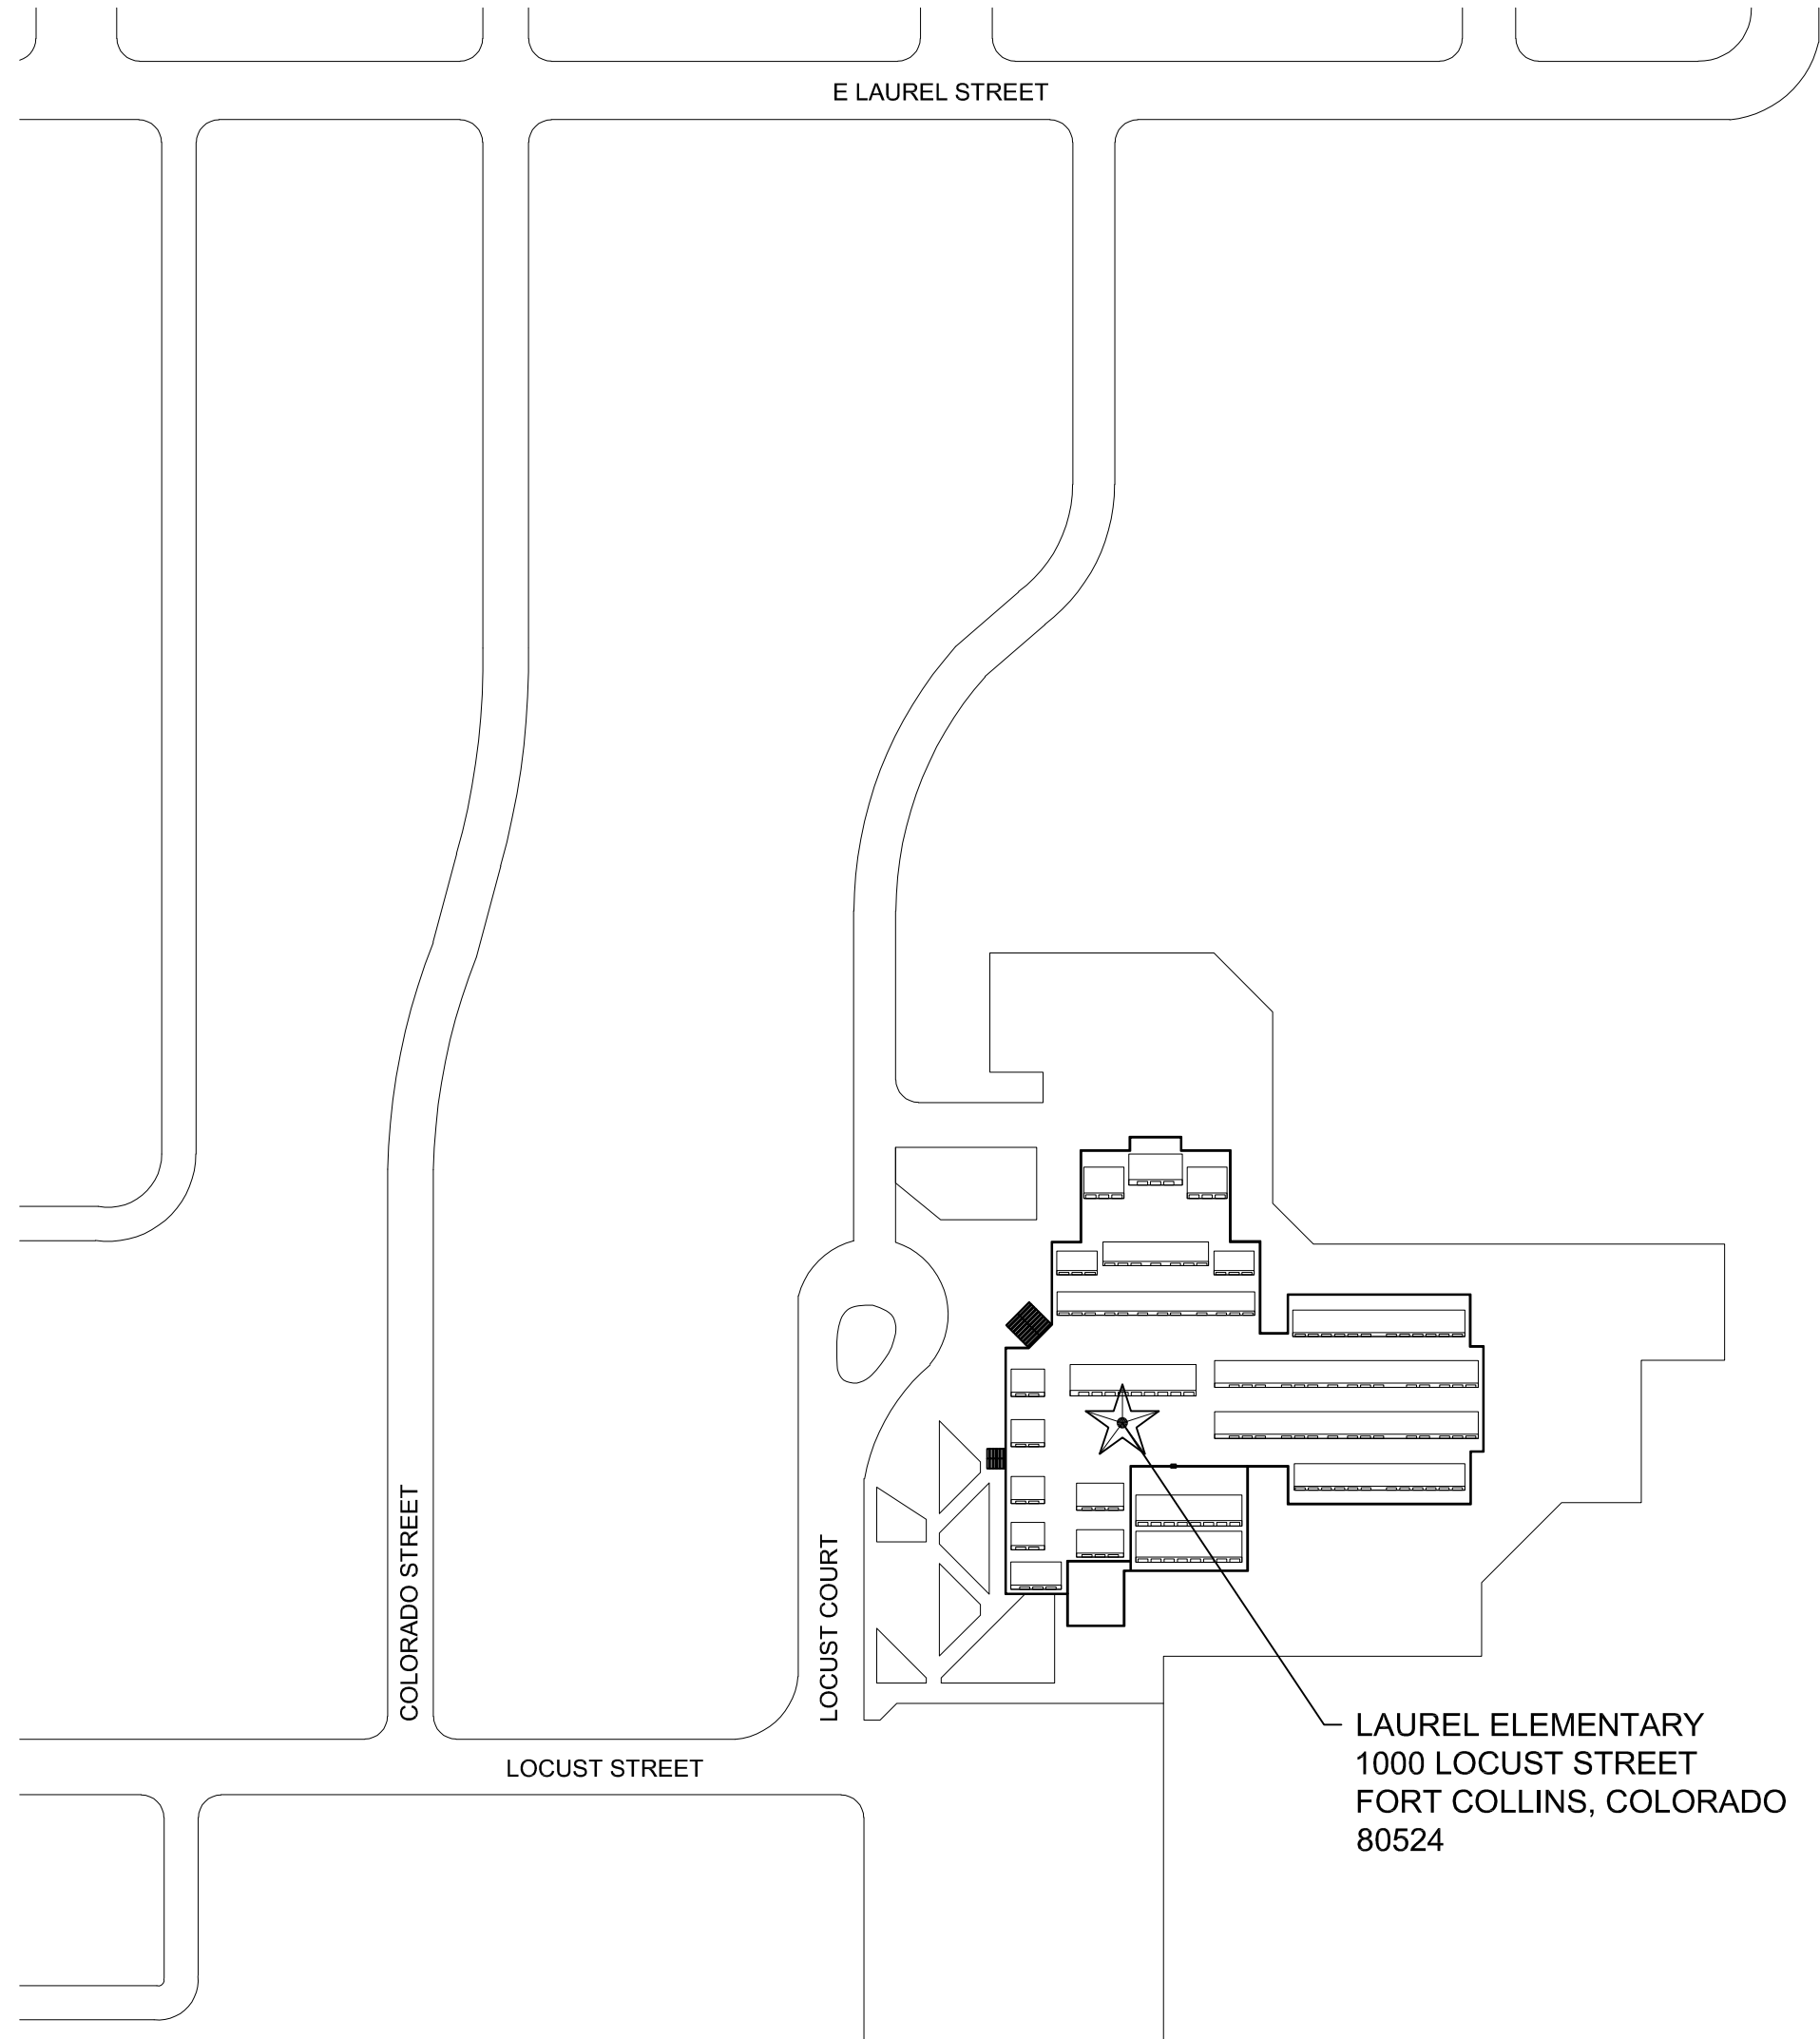 E LAUREL STREET
COLORADO STREET
LOCUST COURT
LOCUST STREET
LAUREL ELEMENTARY
1000 LOCUST STREET
FORT COLLINS, COLORADO
80524